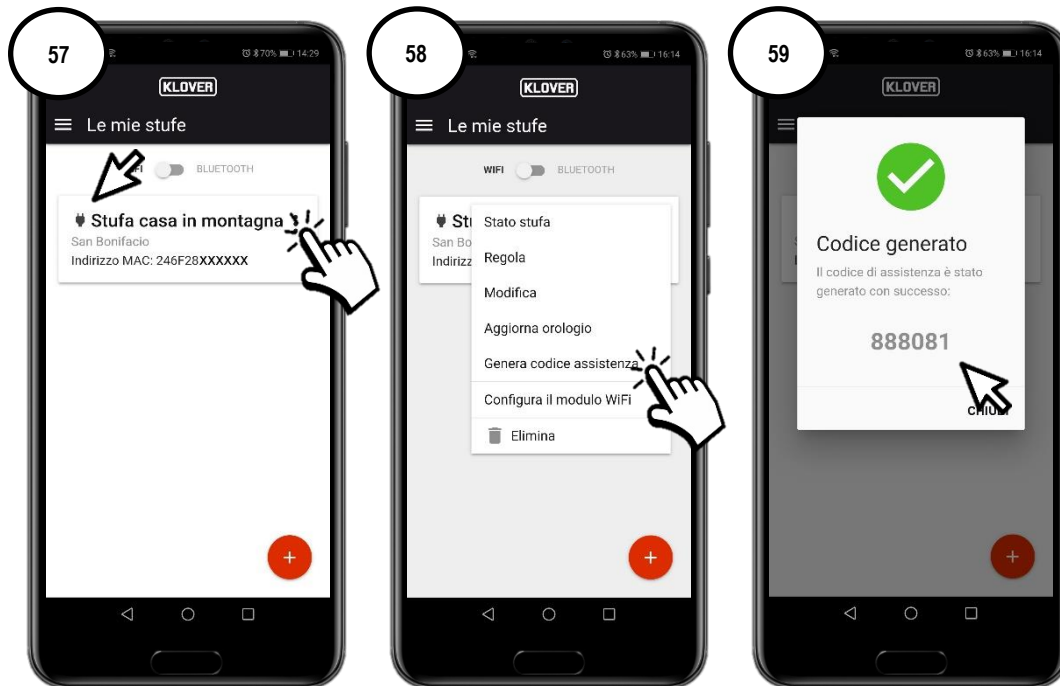 57
70% 14:29
KLOVER
Le mie stufe
BLUETOOTH
Stufa casa in montagna
San Bonifacio
Indirizzo MAC: 246F28XXXXXX
+
58
63% 16:14
KLOVER
Le mie stufe
WIFI BLUETOOTH
Stato stufa
Regola
Modifica
Aggiorna orologio
Genera codice assistenza
Configura il modulo WiFi
Elimina
+
59
63% 16:14
KLOVER
Codice generato
Il codice di assistenza è stato
generato con successo:
888081
+